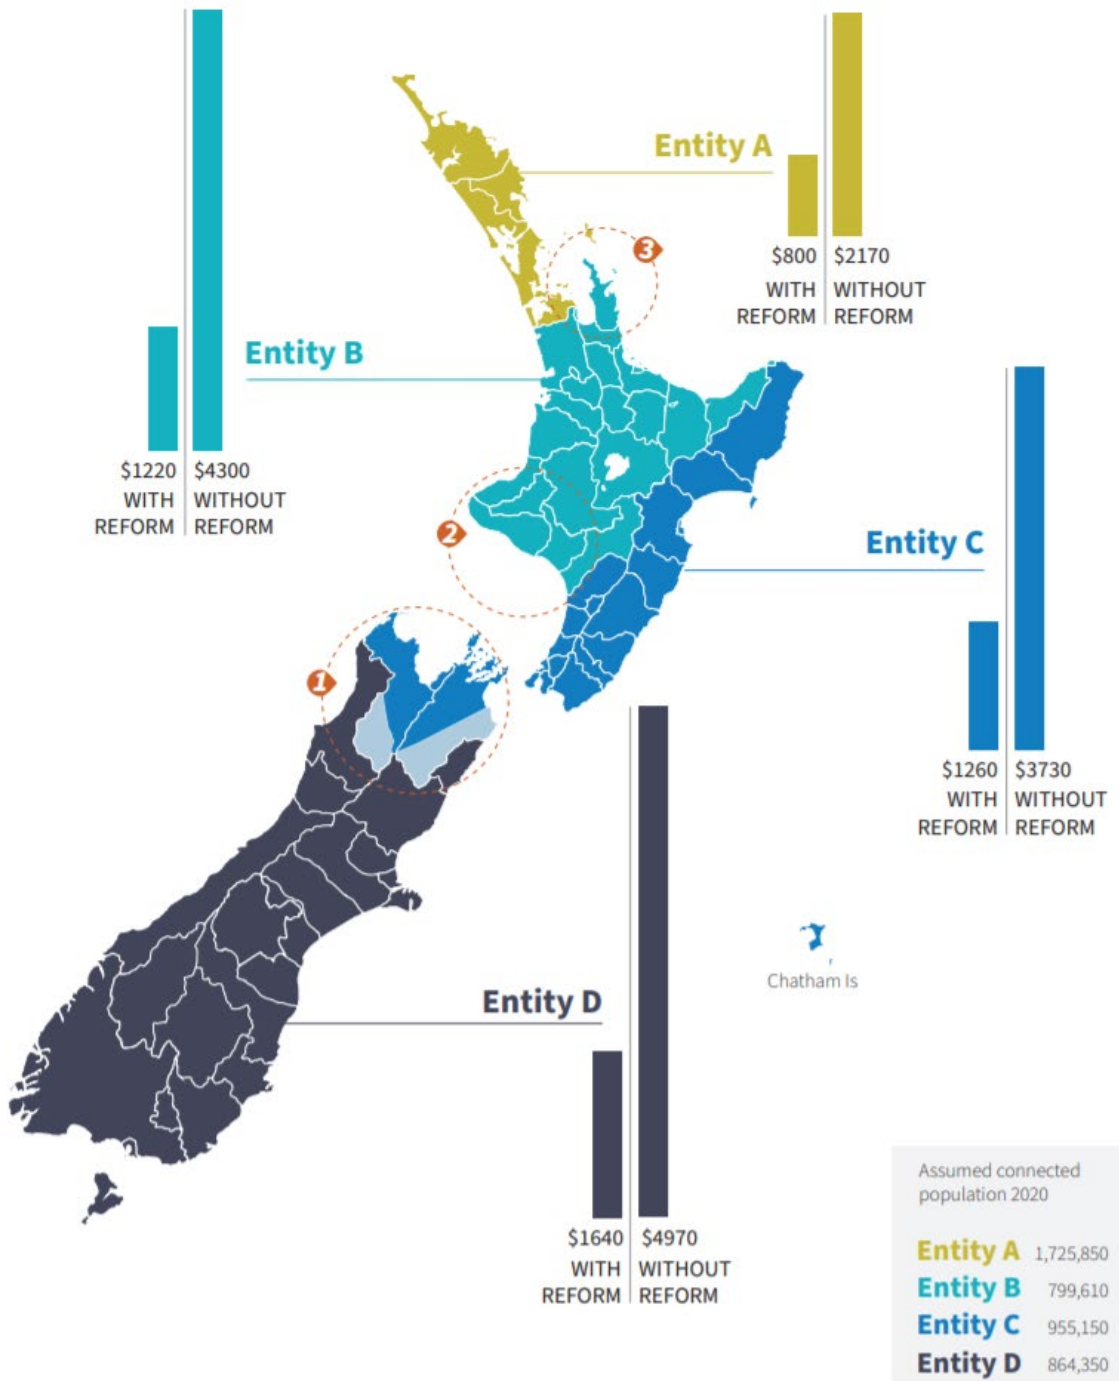 Entity A
$800 $2170
WITH WITHOUT
REFORM REFORM
3
Entity B
$1220 $4300
WITH WITHOUT
REFORM REFORM
2
Entity C
$1260 $3730
WITH WITHOUT
REFORM REFORM
1
Chatham Is
Entity D
$1640 $4970
WITH WITHOUT
REFORM REFORM
Assumed connected
population 2020
Entity A 1,725,850
Entity B 799,610
Entity C 955,150
Entity D 864,350